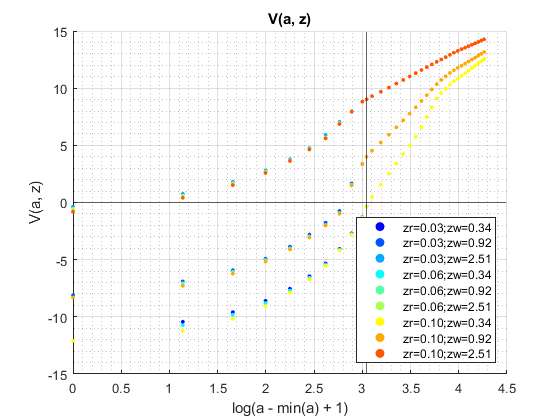 V(a, z)
15
10
5
0
-5
-10
-15
V(a, z)
0
0.5
1
1.5
2
2.5
3
3.5
4
4.5
log(a - min(a) + 1)
zr=0.03;zw=0.34
zr=0.03;zw=0.92
zr=0.03;zw=2.51
zr=0.06;zw=0.34
zr=0.06;zw=0.92
zr=0.06;zw=2.51
zr=0.10;zw=0.34
zr=0.10;zw=0.92
zr=0.10;zw=2.51